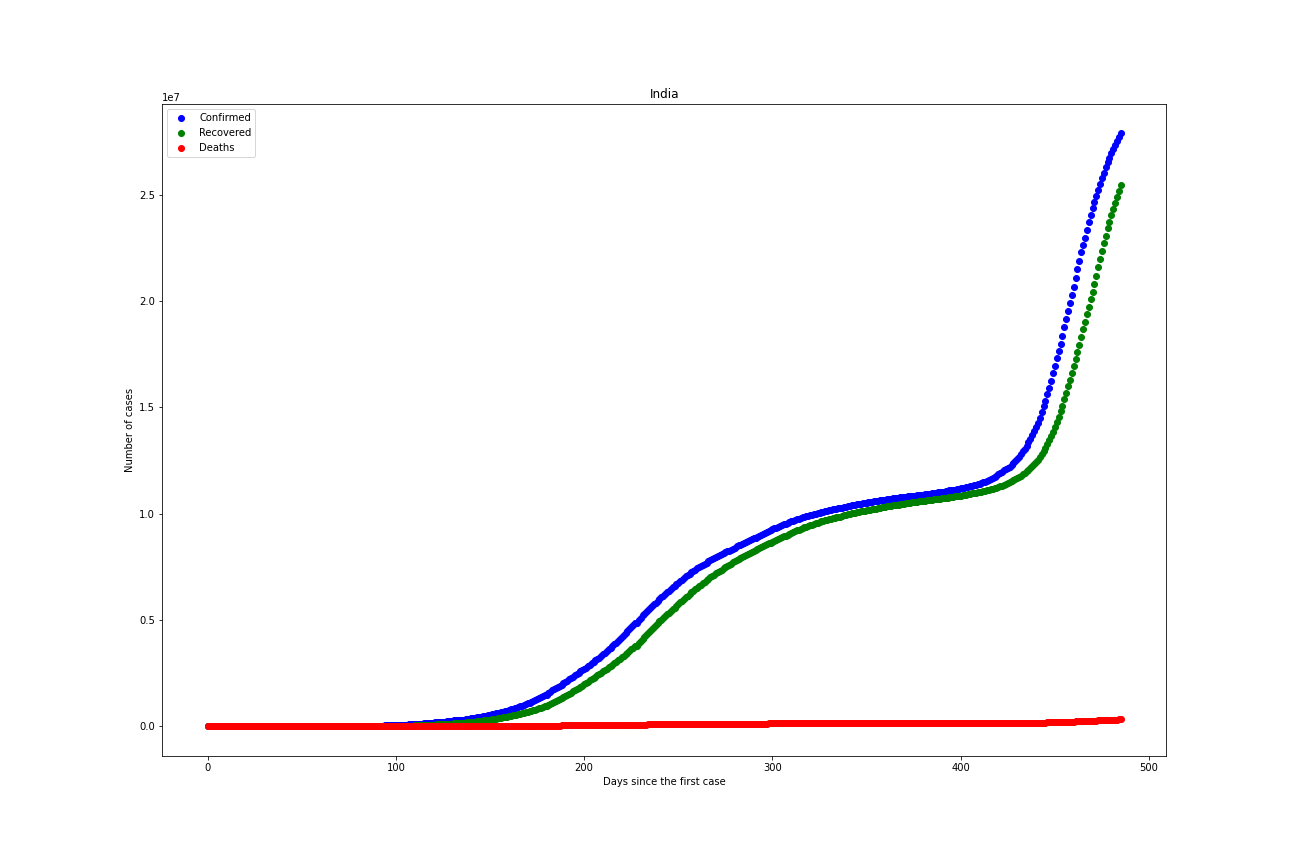 India
1e7
Confirmed
Recovered
Deaths
2.5
2.0
1.5
1.0
0.5
0.0
Number of cases
0 100 200 300 400 500
Days since the first case